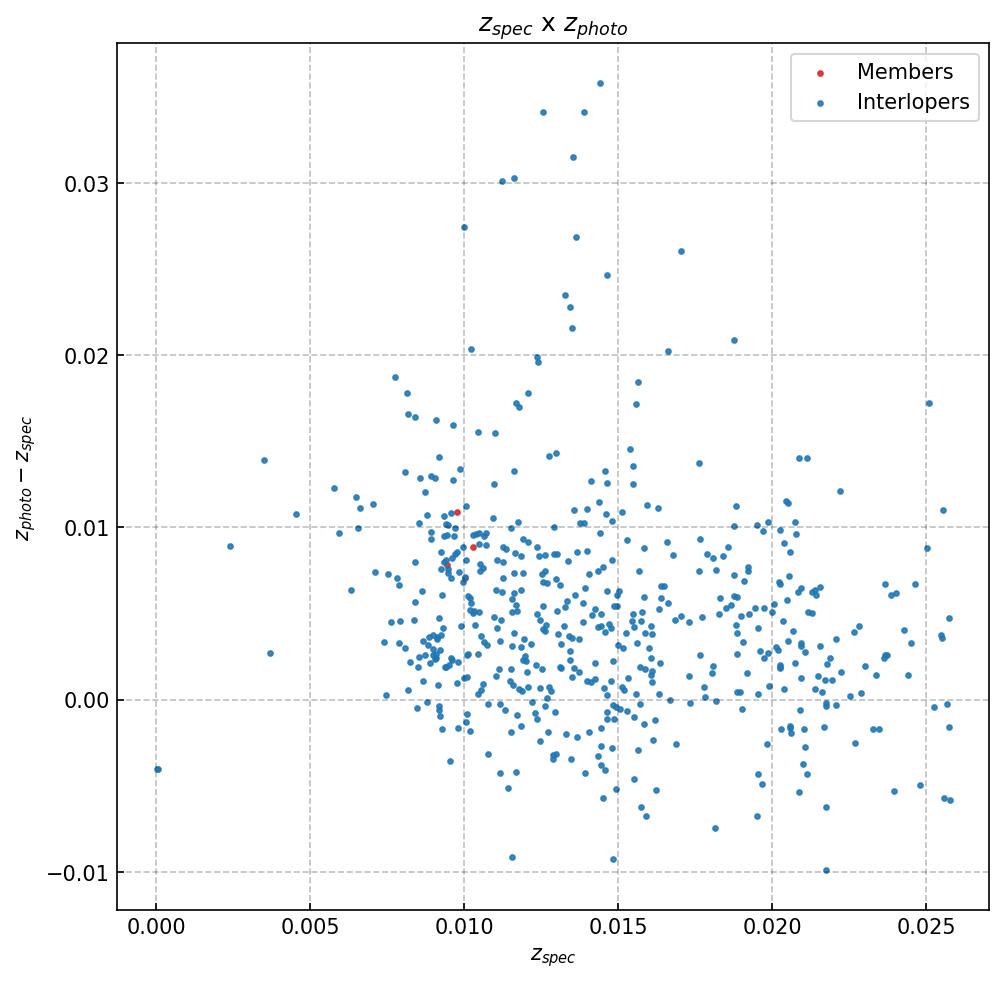 z_spec x z_photo
Members
Interlopers
0.03
0.02
0.01
0.00
−0.01
z_photo − z_spec
0.000 0.005 0.010 0.015 0.020 0.025
z_spec